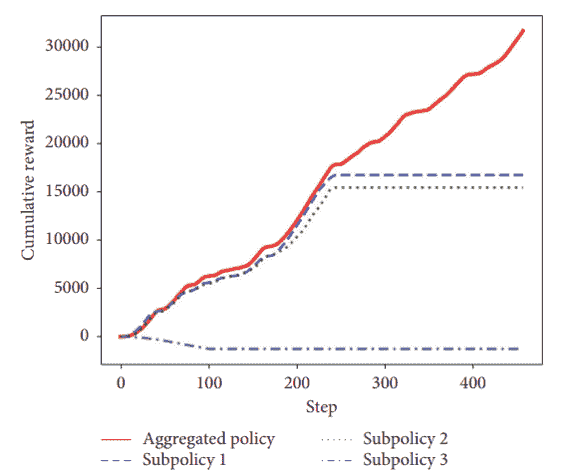 30000
25000
20000
15000
10000
5000
0
Cumulative reward
0 100 200 300 400
Step
Aggregated policy
Subpolicy 1
Subpolicy 2
Subpolicy 3